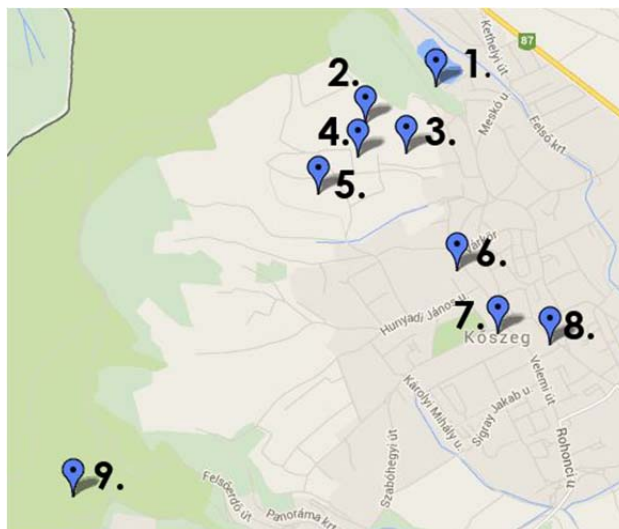 Kethelyi út
87
1.
2.
Meskó u.
Felső krt.
4.
3.
5.
Várkör
6.
Hunyadi János u.
7.
8.
Kőszeg
Velemi út
Károlyi Mihály u.
Sigray Jakab u.
Rohonci u
9.
Szabóhegyi út
Felsőerdő út
Panoráma krt.